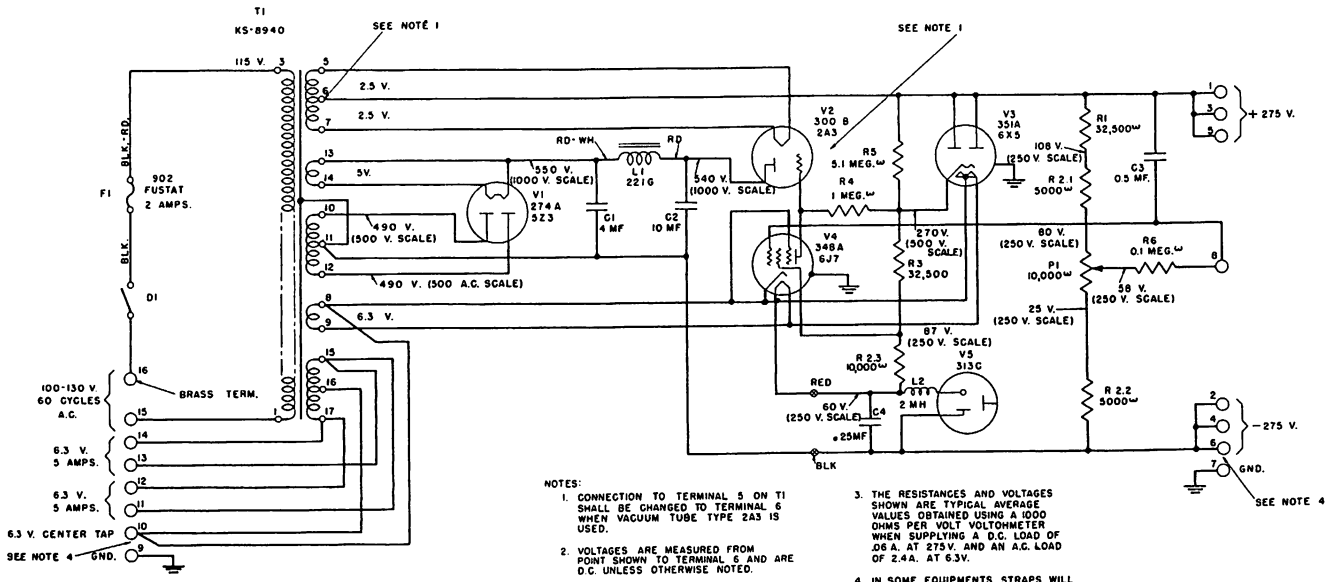 T1
KS-8940
SEE NOTE 1
SEE NOTE 1
115 V. 3
5
6
7
2.5 V.
2.5 V.
13
14
5V.
10
11
12
490 V.
(500 V. SCALE)
490 V. (500 A.C. SCALE)
8
9
6.3 V.
15
16
17
1
BLK.-RD.
F1
902
FUSTAT
2 AMPS.
BLK.
D1
16
BRASS TERM.
100-130 V.
60 CYCLES
A.C.
15
14
6.3 V.
5 AMPS.
13
12
6.3 V.
5 AMPS.
11
10
6.3 V. CENTER TAP
SEE NOTE 4
GND.
9
V1
274A
5Z3
550 V.
(1000 V. SCALE)
RD-WH
RD
L1
221G
C1
4 MF
C2
10 MF
540 V.
(1000 V. SCALE)
V2
300 B
2A3
V4
348A
6J7
R5
5.1 MEG.ω
R4
1 MEG.ω
270 V.
(500 V.
SCALE)
R3
32,500
87 V.
(250 V. SCALE)
R 2.3
10,000ω
V3
351A
6X5
V5
313C
L2
2 MH
RED
60 V.
(250 V. SCALE)
C4
.25MF
BLK
R1
32,500ω
108 V.
(250 V. SCALE)
R 2.1
5000ω
80 V.
(250 V. SCALE)
P1
10,000ω
25 V.
(250 V. SCALE)
58 V.
(250 V. SCALE)
R 2.2
5000ω
C3
0.5 MF.
R6
0.1 MEG.ω
8
1
3
5
+ 275 V.
2
4
6
- 275 V.
7
GND.
SEE NOTE 4
NOTES:
1. CONNECTION TO TERMINAL 5 ON T1
SHALL BE CHANGED TO TERMINAL 6
WHEN VACUUM TUBE TYPE 2A3 IS
USED.
2. VOLTAGES ARE MEASURED FROM
POINT SHOWN TO TERMINAL 6 AND ARE
D.C. UNLESS OTHERWISE NOTED.
3. THE RESISTANCES AND VOLTAGES
SHOWN ARE TYPICAL AVERAGE
VALUES OBTAINED USING A 1000
OHMS PER VOLT VOLTOHMETER
WHEN SUPPLYING A D.C. LOAD OF
.06 A. AT 275 V. AND AN A.C. LOAD
OF 2.4 A. AT 6.3V.
4. IN SOME EQUIPMENTS STRAPS WILL